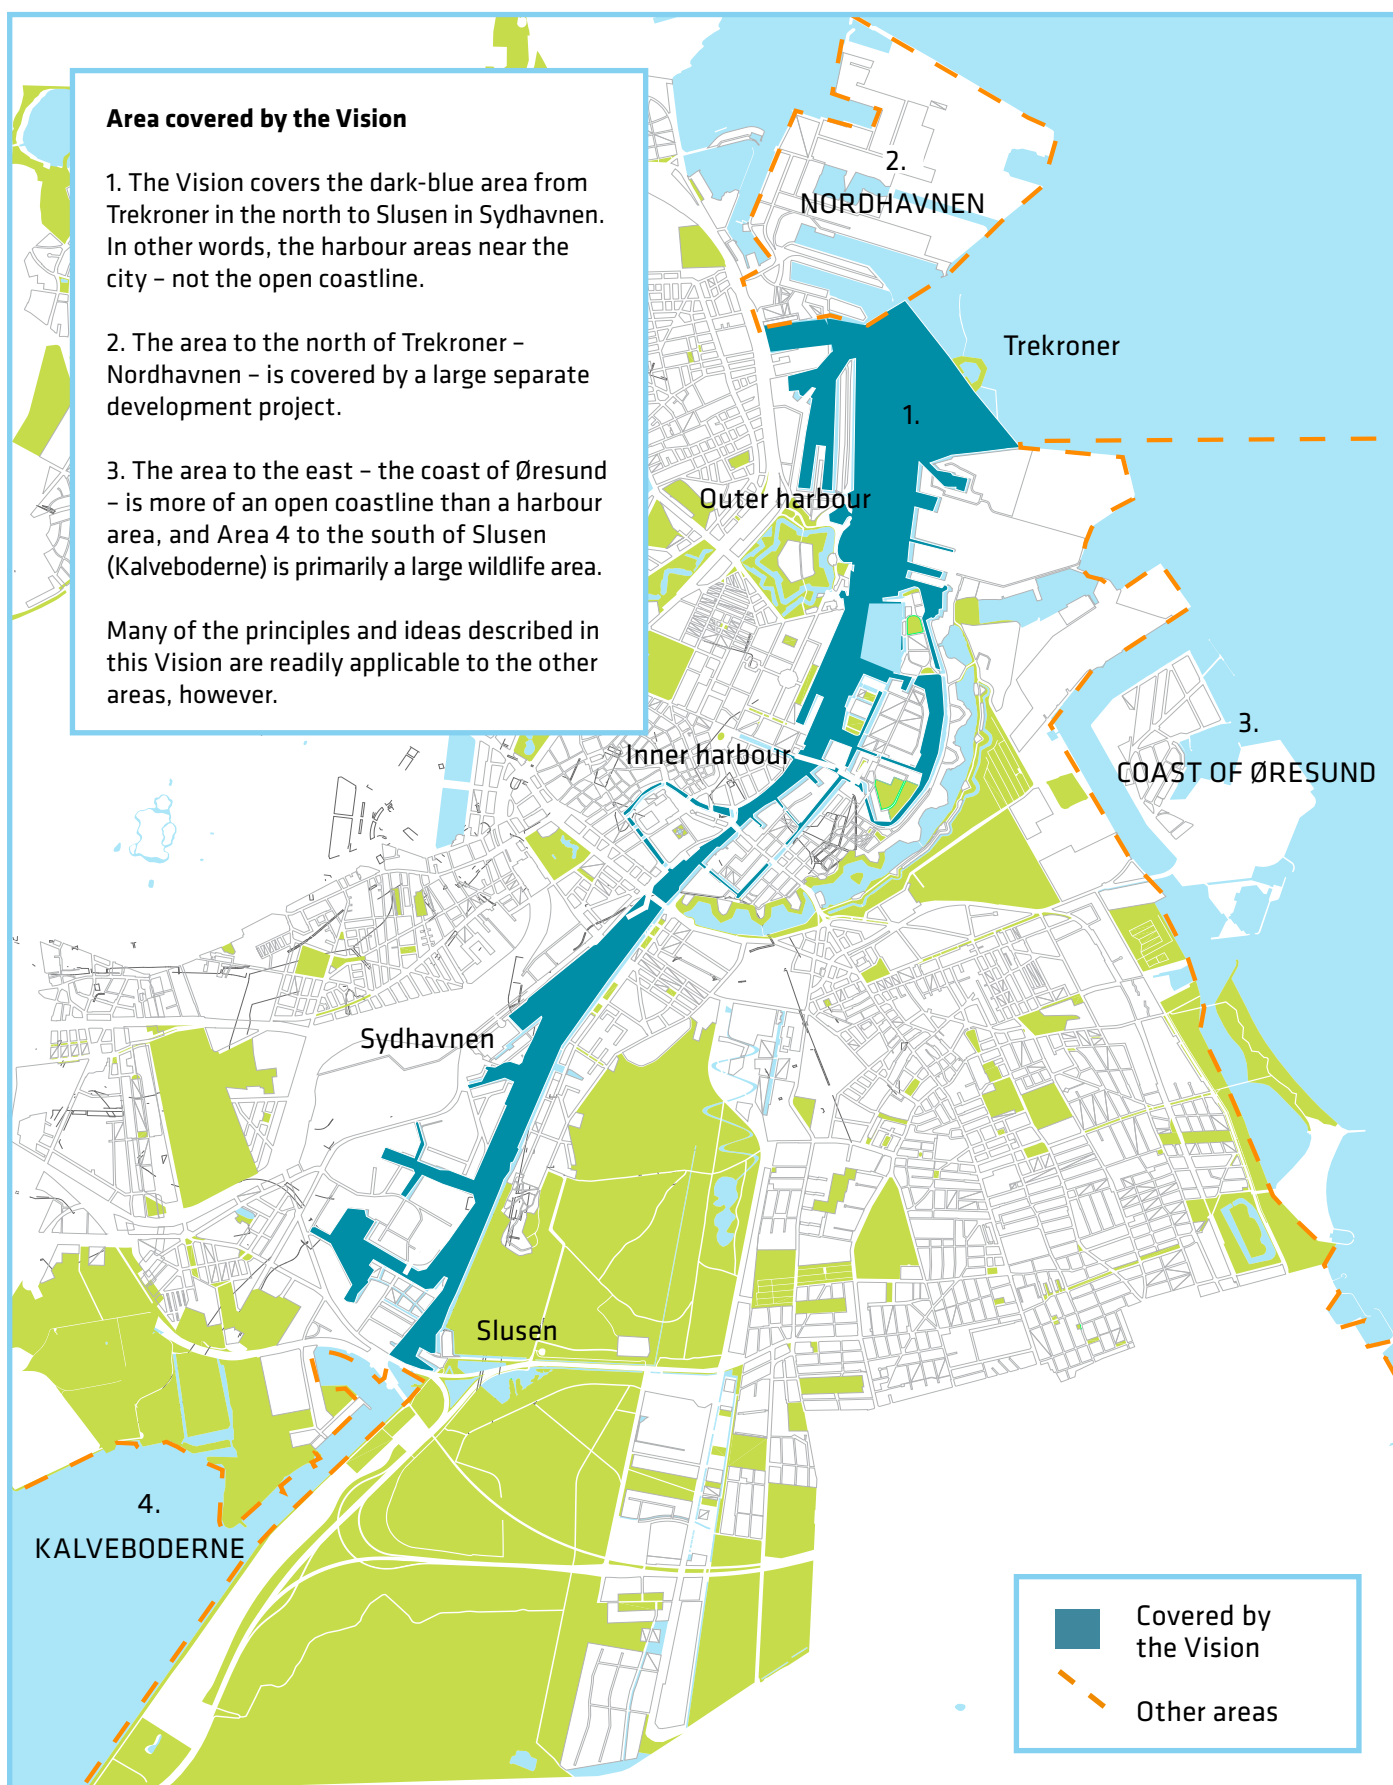 Area covered by the Vision
1. The Vision covers the dark-blue area from
Trekroner in the north to Slusen in Sydhavnen.
In other words, the harbour areas near the
city – not the open coastline.
2. The area to the north of Trekroner –
Nordhavnen – is covered by a large separate
development project.
3. The area to the east – the coast of Øresund
– is more of an open coastline than a harbour
area, and Area 4 to the south of Slusen
(Kalveboderne) is primarily a large wildlife area.
Many of the principles and ideas described in
this Vision are readily applicable to the other
areas, however.
2.
NORDHAVNEN
Trekroner
1.
Outer harbour
3.
COAST OF ØRESUND
Inner harbour
Sydhavnen
Slusen
4.
KALVEBODERNE
Covered by
the Vision
Other areas